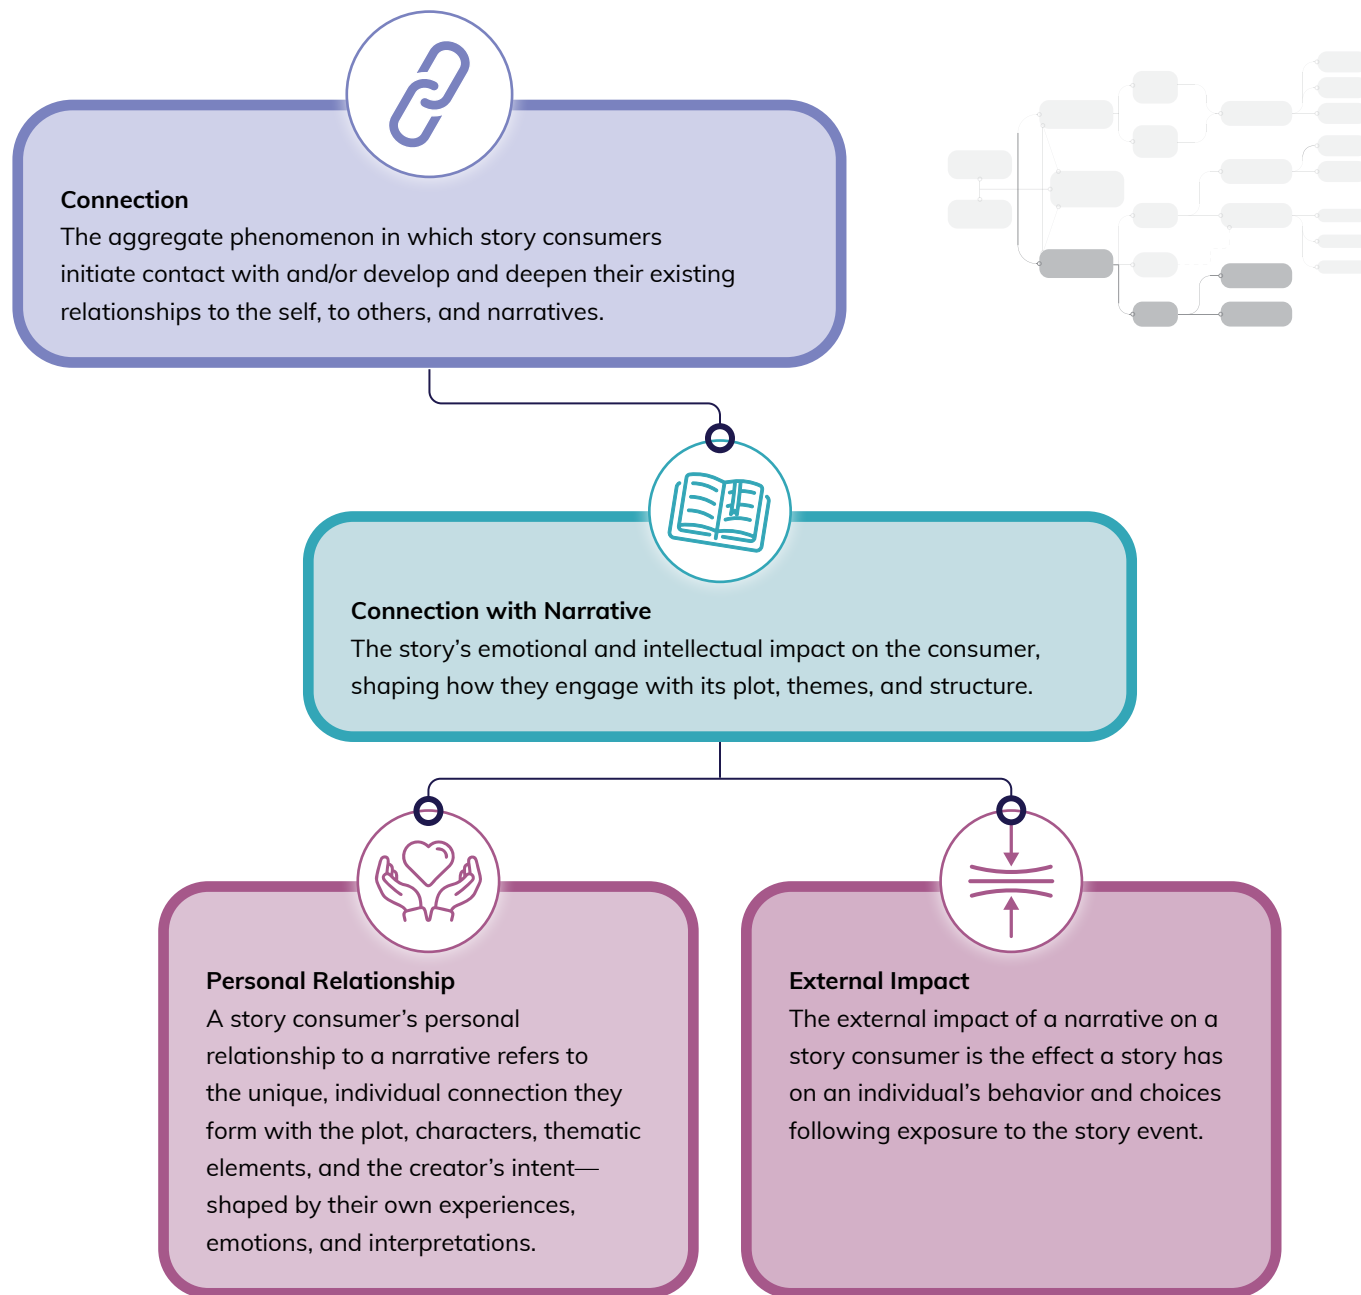 Connection
The aggregate phenomenon in which story consumers
initiate contact with and/or develop and deepen their existing
relationships to the self, to others, and narratives.
Connection with Narrative
The story’s emotional and intellectual impact on the consumer,
shaping how they engage with its plot, themes, and structure.
Personal Relationship
A story consumer’s personal
relationship to a narrative refers to
the unique, individual connection they
form with the plot, characters, thematic
elements, and the creator’s intent—
shaped by their own experiences,
emotions, and interpretations.
External Impact
The external impact of a narrative on a
story consumer is the effect a story has
on an individual’s behavior and choices
following exposure to the story event.